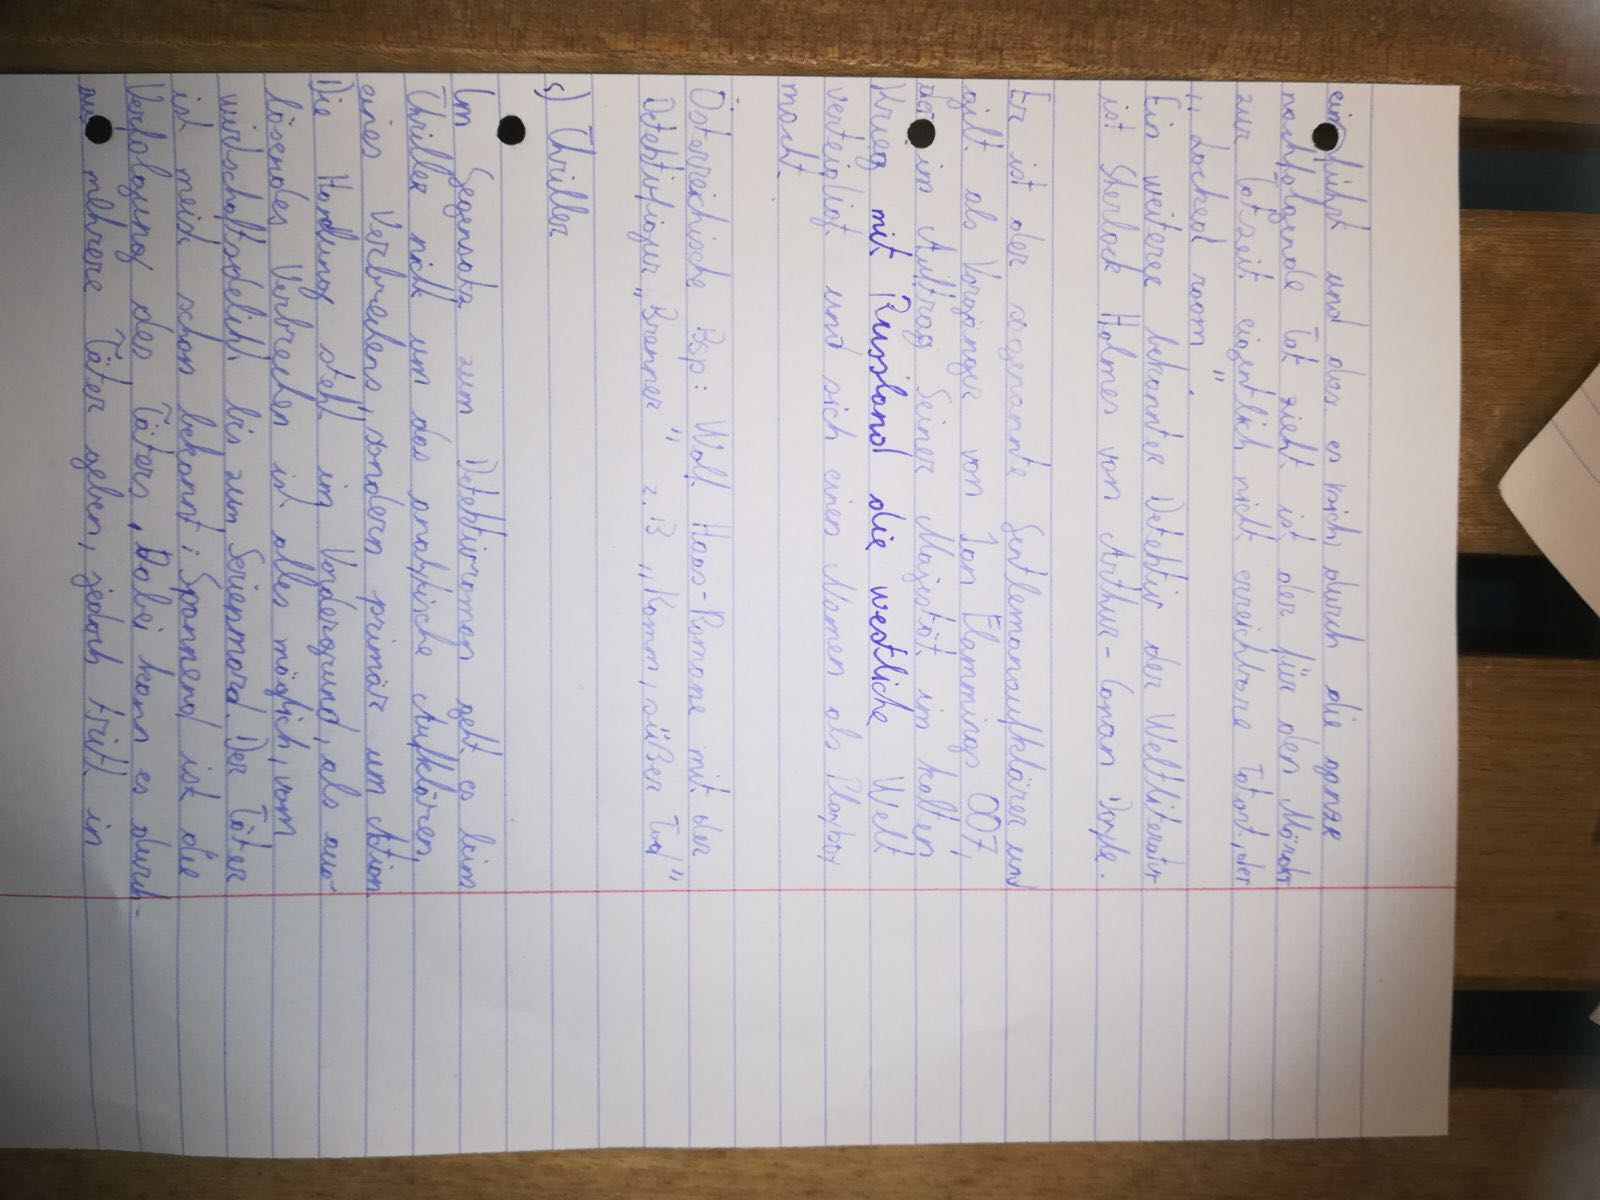 einführt und das es sich durch die ganze
nachfolgende Tat zieht ist der für den Mörder
zur Tatzeit eigentlich nicht erreichbare Tatort, der
„Locked room".
Ein weiterer bekannter Detektiv der Weltliteratur
ist Sherlock Holmes von Arthur-Conan Doyle.
Er ist der sogenannte Gentlemanaufklärer und
gilt als Vorgänger von Ian Flammings 007,
der im Auftrag Seiner Majestät im kalten
Krieg mit Russland die westliche Welt
verteigligt und sich einen Namen als Playboy
macht.
Österreichische Bsp: Wolf Haas-Romane mit der
Detektivfigur „Brenner" z.B „Komm, süßer Tod"
c) Thriller
Im Gegensatz zum Detektivroman geht es beim
Thriller nicht um das analytische Aufklären
eines Verbrechens, sondern primär um Action.
Die Handlung steht im Vordergrund, als aus-
lösendes Verbrechen ist alles möglich, vom
wirtschaftsdelikt bis zum Serienmord. Der Täter
ist meist schon bekannt; Spannend ist die
Verfolgung des Täters. Dabei kann es durch-
aus mehrere Täter geben, jedoch tritt in